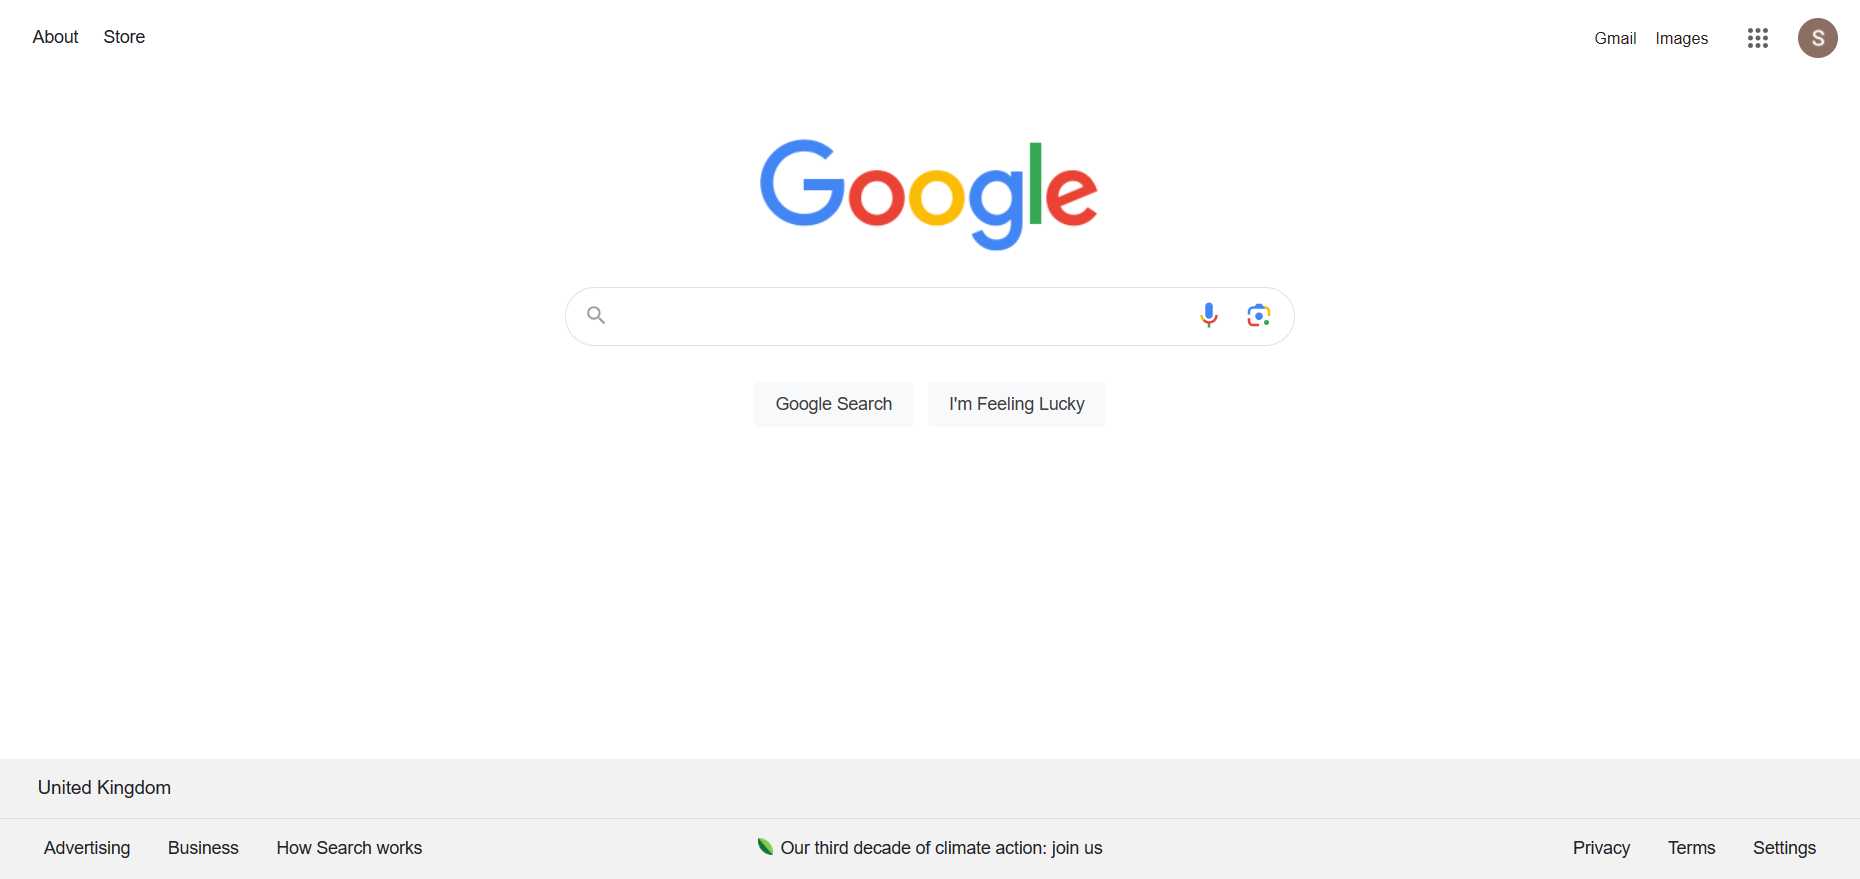 About Store
Gmail Images
S
Google
Google Search I'm Feeling Lucky
United Kingdom
Advertising Business How Search works
Our third decade of climate action: join us
Privacy Terms Settings